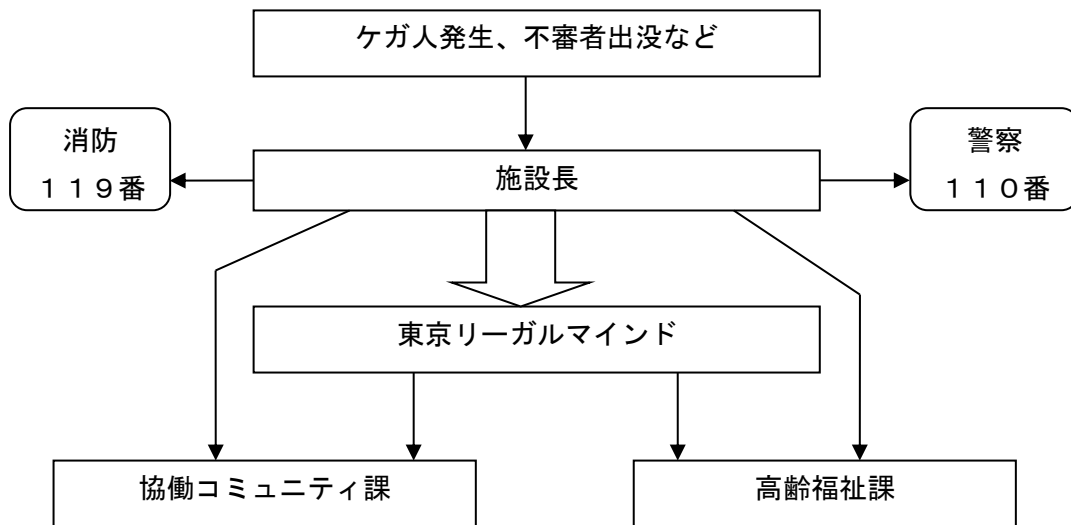 ケガ人発生、不審者出没など
消防
１１９番
施設長
警察
１１０番
東京リーガルマインド
協働コミュニティ課
高齢福祉課